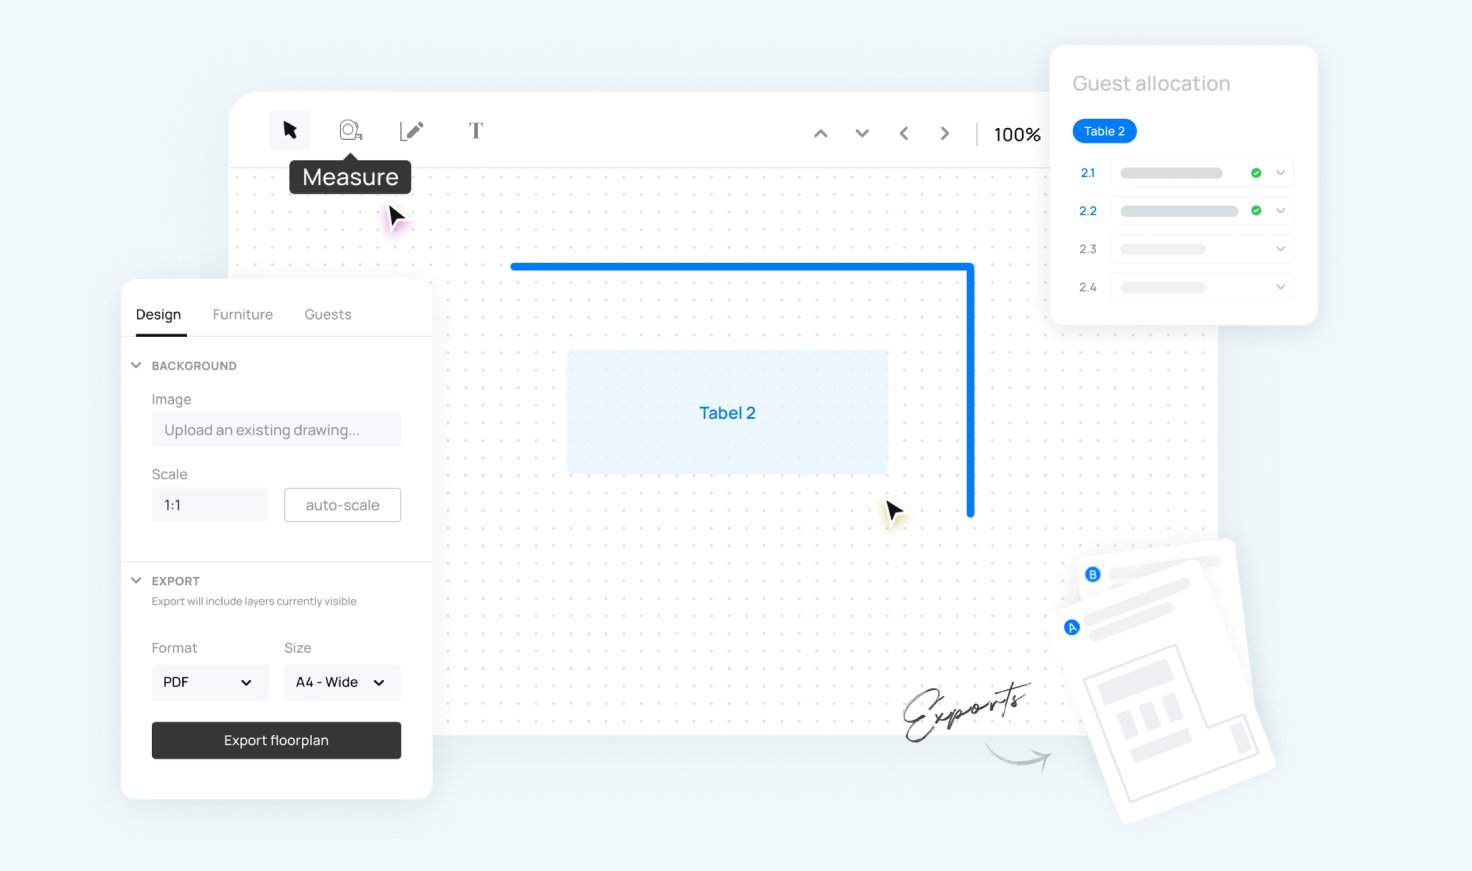 T
100%
Measure
Guest allocation
Table 2
2.1
2.2
2.3
2.4
Design Furniture Guests
BACKGROUND
Image
Upload an existing drawing...
Scale
1:1 auto-scale
EXPORT
Export will include layers currently visible
Format Size
PDF A4 - Wide
Export floorplan
Tabel 2
Exports
B
A